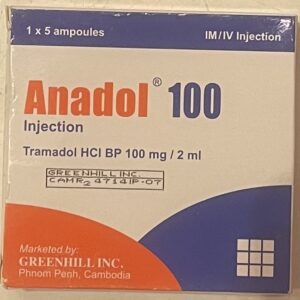 1 x 5 ampoules
IM/IV Injection
Anadol® 100
Injection
Tramadol HCl BP 100 mg / 2 ml
GREENHILL INC.
Marketed by:
GREENHILL INC.
Phnom Penh, Cambodia